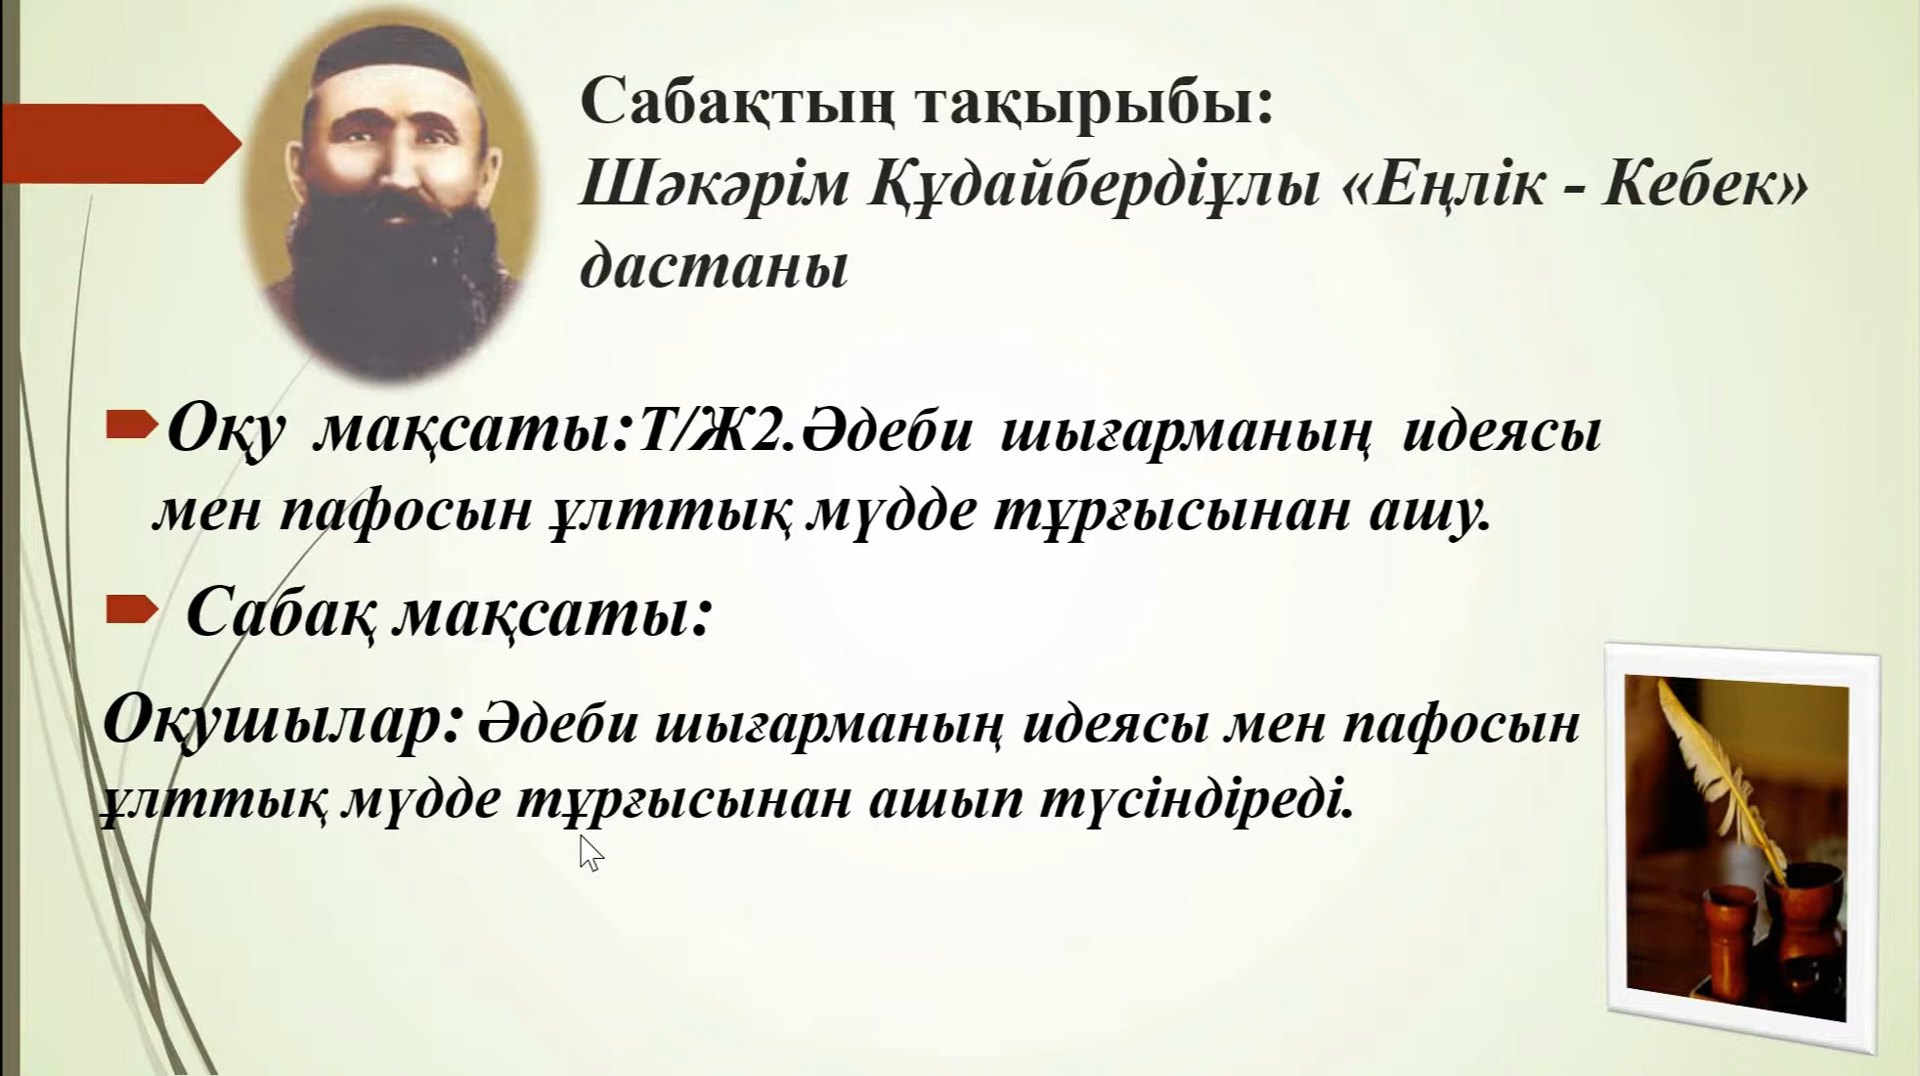 Сабақтың тақырыбы:
Шәкәрім Құдайбердіұлы «Еңлік - Кебек»
дастаны
Оқу мақсаты:Т/Ж2.Әдеби шығарманың идеясы
мен пафосын ұлттық мүдде тұрғысынан ашу.
Сабақ мақсаты:
Оқушылар: Әдеби шығарманың идеясы мен пафосын
ұлттық мүдде тұрғысынан ашып түсіндіреді.